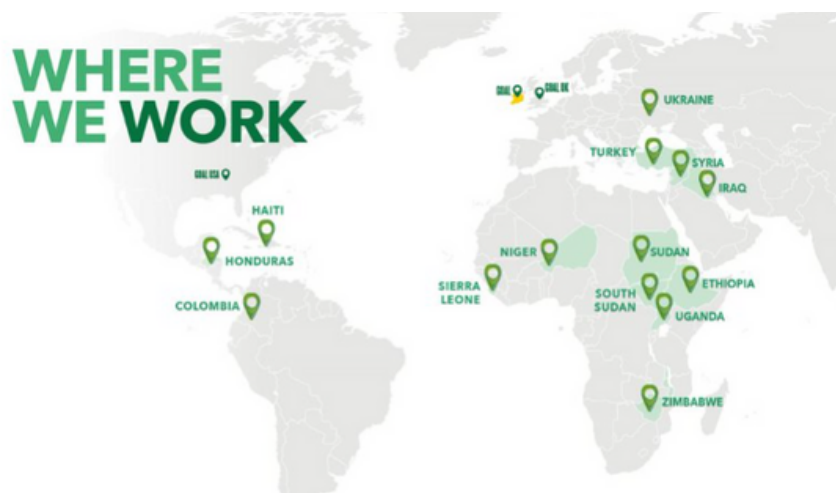 WHERE
WE WORK
GOAL
GOAL UK
UKRAINE
TURKEY
SYRIA
IRAQ
GOAL USA
HAITI
HONDURAS
COLOMBIA
NIGER
SUDAN
SIERRA
LEONE
SOUTH
SUDAN
ETHIOPIA
UGANDA
ZIMBABWE